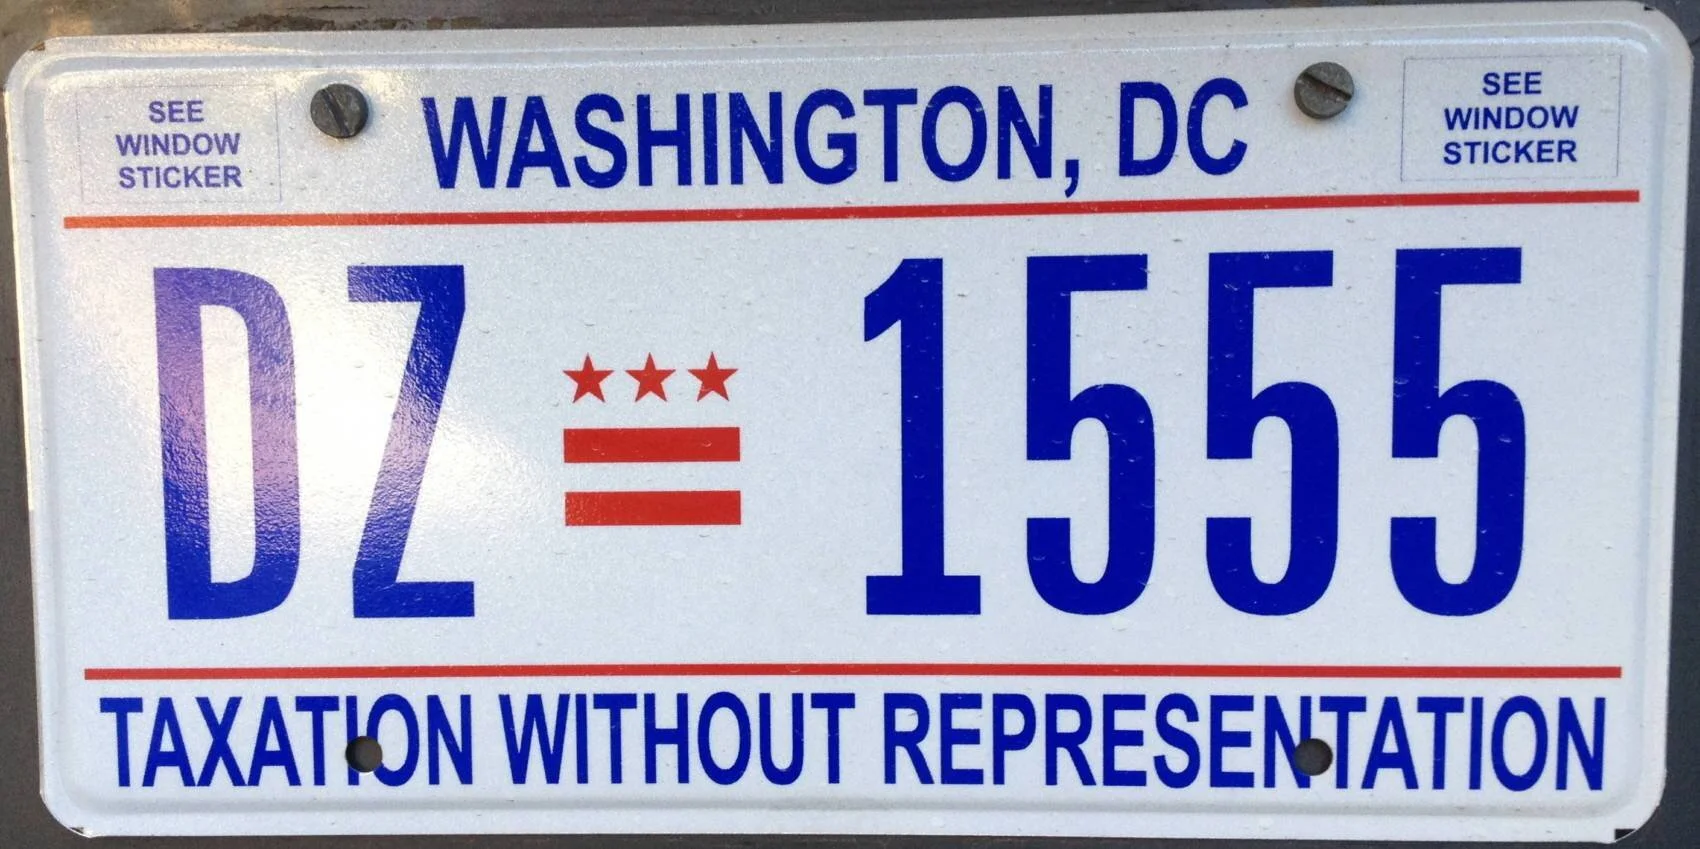 SEE
WINDOW
STICKER
WASHINGTON, DC
SEE
WINDOW
STICKER
DZ 1555
TAXATION WITHOUT REPRESENTATION